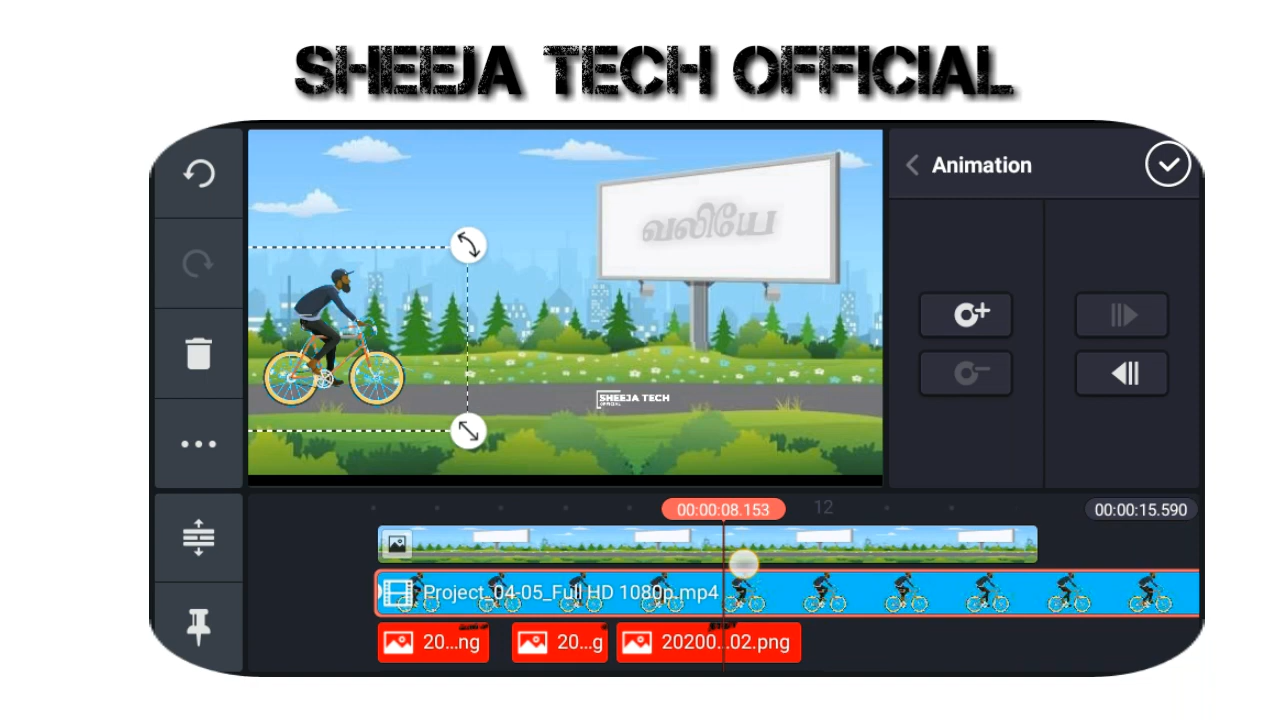 SHEEJA TECH OFFICIAL
Animation
வலியே
SHEEJA TECH
OFFICIAL
00:00:08.153
12
00:00:15.590
Project_04-05_Full HD 1080p.mp4
20...ng
20...g
20200...02.png